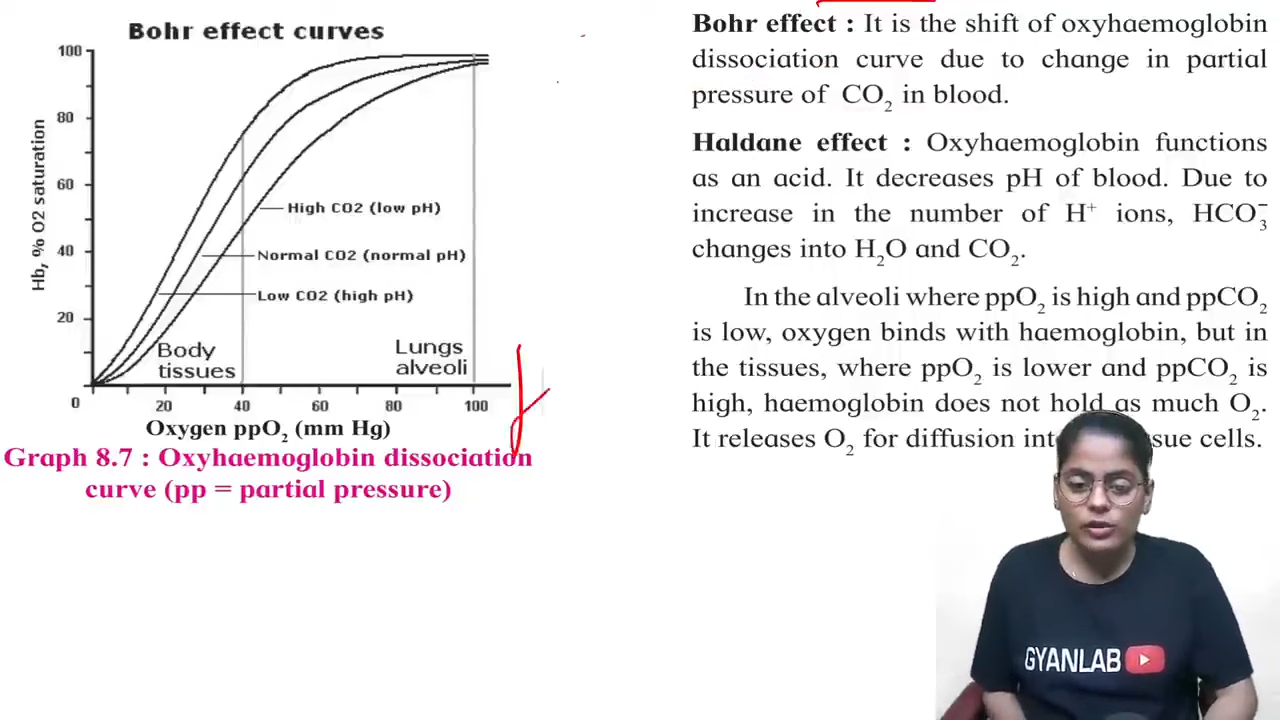 Bohr effect curves
100
80
60
40
20
0
20
40
60
80
100
Hb, % O2 saturation
High CO2 (low pH)
Normal CO2 (normal pH)
Low CO2 (high pH)
Body
tissues
Lungs
alveoli
Oxygen ppO₂ (mm Hg)
Graph 8.7 : Oxyhaemoglobin dissociation
curve (pp = partial pressure)
Bohr effect : It is the shift of oxyhaemoglobin
dissociation curve due to change in partial
pressure of CO₂ in blood.
Haldane effect : Oxyhaemoglobin functions
as an acid. It decreases pH of blood. Due to
increase in the number of H⁺ ions, HCO₃⁻
changes into H₂O and CO₂.
In the alveoli where ppO₂ is high and ppCO₂
is low, oxygen binds with haemoglobin, but in
the tissues, where ppO₂ is lower and ppCO₂ is
high, haemoglobin does not hold as much O₂.
It releases O₂ for diffusion cells.
GYANLAB